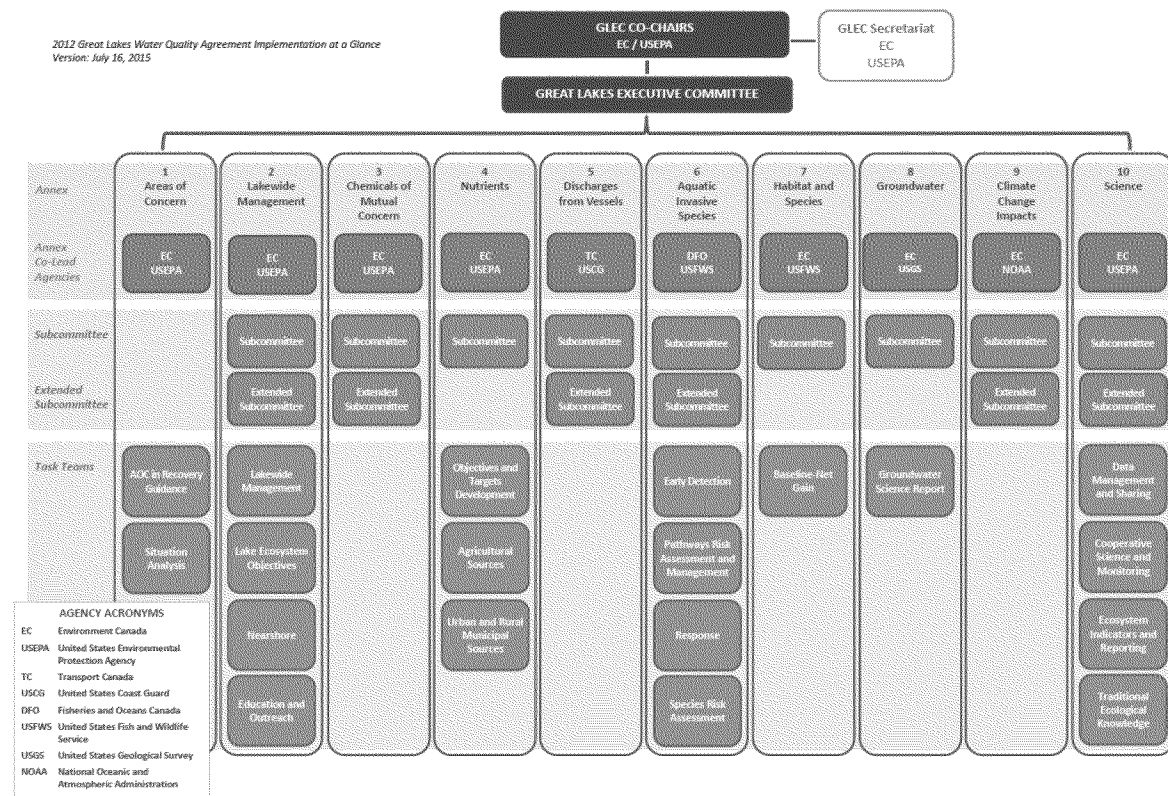 2012 Great Lakes Water Quality Agreement Implementation at a Glance
Version: July 16, 2015
GLEC CO-CHAIRS
EC / USEPA
GLEC Secretariat
EC
USEPA
GREAT LAKES EXECUTIVE COMMITTEE
Annex
1
Areas of
Concern
2
Lakewide
Management
3
Chemicals of
Mutual
Concern
4
Nutrients
5
Discharges
from Vessels
6
Aquatic
Invasive
Species
7
Habitat and
Species
8
Groundwater
9
Climate
Change
Impacts
10
Science
Annex
Co-Lead
Agencies
EC
USEPA
EC
USEPA
EC
USEPA
EC
USEPA
TC
USCG
DFO
USFWS
EC
USFWS
EC
USGS
EC
NOAA
EC
USEPA
Subcommittee
Subcommittee
Subcommittee
Subcommittee
Subcommittee
Subcommittee
Subcommittee
Subcommittee
Subcommittee
Subcommittee
Extended
Subcommittee
Extended
Subcommittee
Extended
Subcommittee
Extended
Subcommittee
Extended
Subcommittee
Extended
Subcommittee
Extended
Subcommittee
Task Teams
AOC in Recovery
Guidance
Lakewide
Management
Objectives and
Targets
Development
Early Detection
Baseline-Net
Gain
Groundwater
Science Report
Data
Management
and Sharing
Situation
Analysis
Lake Ecosystem
Objectives
Agricultural
Sources
Pathways Risk
Assessment and
Management
Cooperative
Science and
Monitoring
Nearshore
Urban and Rural
Municipal
Sources
Response
Ecosystem
Indicators and
Reporting
Education and
Outreach
Species Risk
Assessment
Traditional
Ecological
Knowledge
AGENCY ACRONYMS
EC Environment Canada
USEPA United States Environmental
Protection Agency
TC Transport Canada
USCG United States Coast Guard
DFO Fisheries and Oceans Canada
USFWS United States Fish and Wildlife
Service
USGS United States Geological Survey
NOAA National Oceanic and
Atmospheric Administration